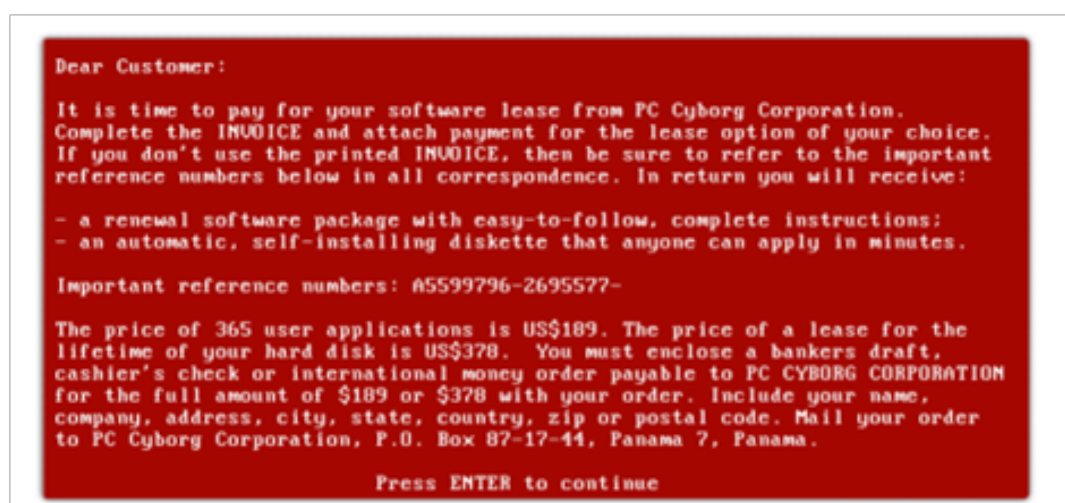 Dear Customer:
It is time to pay for your software lease from PC Cyborg Corporation.
Complete the INVOICE and attach payment for the lease option of your choice.
If you don't use the printed INVOICE, then be sure to refer to the important
reference numbers below in all correspondence. In return you will receive:
- a renewal software package with easy-to-follow, complete instructions;
- an automatic, self-installing diskette that anyone can apply in minutes.
Important reference numbers: A5599796-2695577-
The price of 365 user applications is US$189. The price of a lease for the
lifetime of your hard disk is US$378. You must enclose a bankers draft,
cashier's check or international money order payable to PC CYBORG CORPORATION
for the full amount of $189 or $378 with your order. Include your name,
company, address, city, state, country, zip or postal code. Mail your order
to PC Cyborg Corporation, P.O. Box 87-17-44, Panama 7, Panama.
Press ENTER to continue